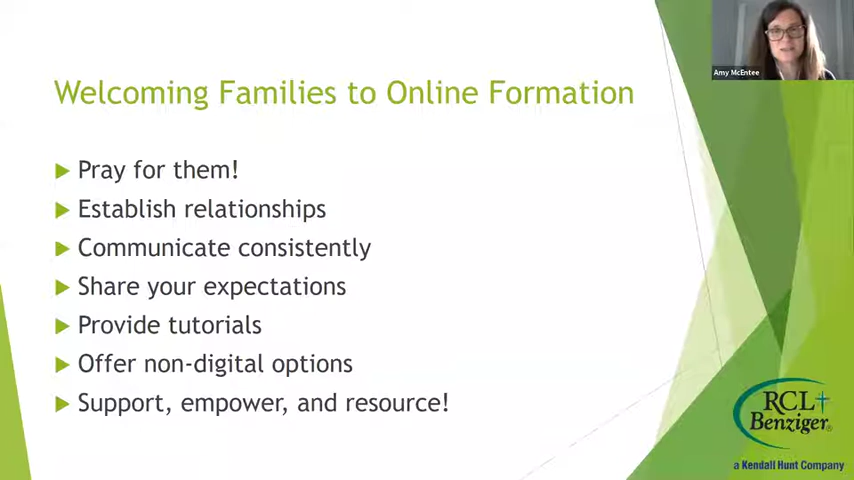 Amy McEntee
Welcoming Families to Online Formation
Pray for them!
Establish relationships
Communicate consistently
Share your expectations
Provide tutorials
Offer non-digital options
Support, empower, and resource!
RCL
Benziger®
a Kendall Hunt Company